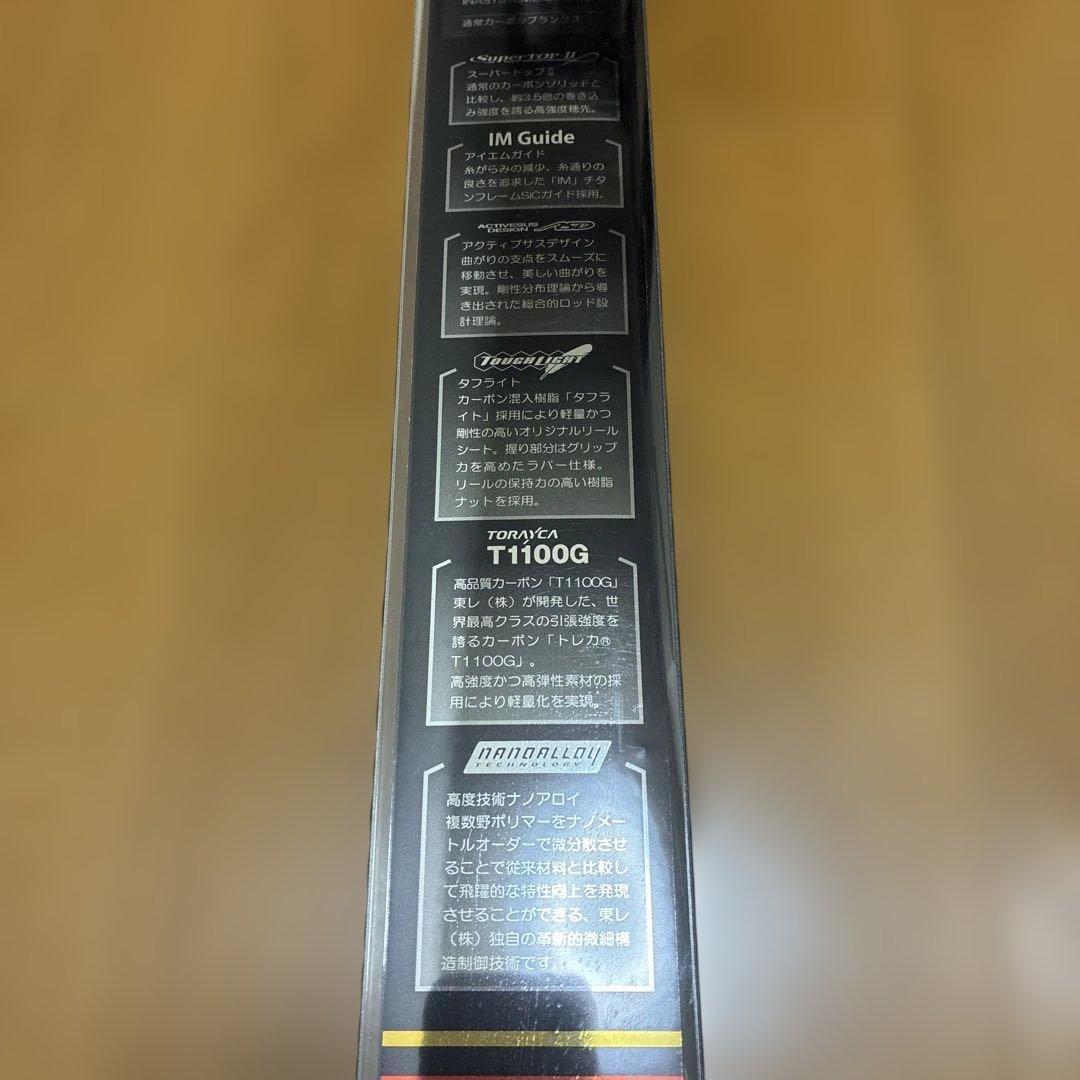 通常カーボンブランクス
SuperTOP-II
スーパートップⅡ
通常のカーボンソリッドと
比較し、約3.5倍の巻き込
み強度を誇る高強度穂先。
IM Guide
アイエムガイド
糸がらみの減少、糸通りの
良さを追求した「IM」チタ
ンフレームSiCガイド採用。
ACTIVESUS
DESIGN
アクティブサスデザイン
曲がりの支点をスムーズに
移動させ、美しい曲がりを
実現。剛性分布理論から導
き出された総合的ロッド設
計理論。
TOUGHLIGHT
タフライト
カーボン混入樹脂「タフラ
イト」採用により軽量かつ
剛性の高いオリジナルリール
シート。握り部分はグリップ
力を高めたラバー仕様。
リールの保持力の高い樹脂
ナットを採用。
TORAYCA
T1100G
高品質カーボン「T1100G」
東レ（株）が開発した、世
界最高クラスの引張強度を
誇るカーボン「トレカ®
T1100G」。
高強度かつ高弾性素材の採
用により軽量化を実現。
NANOALLOY
TECHNOLOGY
高度技術ナノアロイ
複数野ポリマーをナノメー
トルオーダーで微分散させ
ることで従来材料と比較し
て飛躍的な特性向上を発現
させることができる、東レ
（株）独自の革新的微細構
造制御技術です。